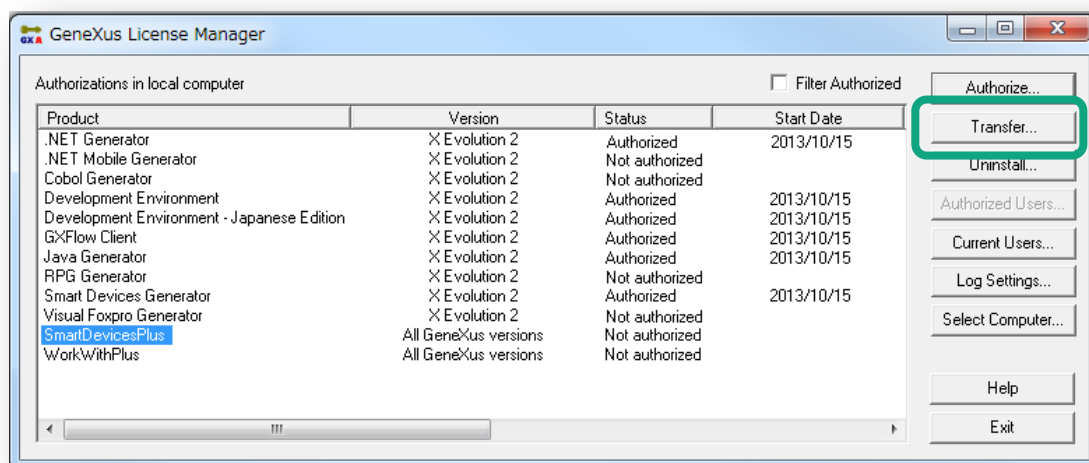 GXA GeneXus License Manager
Authorizations in local computer
Filter Authorized
Product Version Status Start Date
.NET Generator X Evolution 2 Authorized 2013/10/15
.NET Mobile Generator X Evolution 2 Not authorized
Cobol Generator X Evolution 2 Not authorized
Development Environment X Evolution 2 Authorized 2013/10/15
Development Environment - Japanese Edition X Evolution 2 Authorized 2013/10/15
GXFlow Client X Evolution 2 Authorized 2013/10/15
Java Generator X Evolution 2 Authorized 2013/10/15
RPG Generator X Evolution 2 Not authorized
Smart Devices Generator X Evolution 2 Authorized 2013/10/15
Visual Foxpro Generator X Evolution 2 Not authorized
SmartDevicesPlus All GeneXus versions Not authorized
WorkWithPlus All GeneXus versions Not authorized
Authorize...
Transfer...
Uninstall...
Authorized Users...
Current Users...
Log Settings...
Select Computer...
Help
Exit